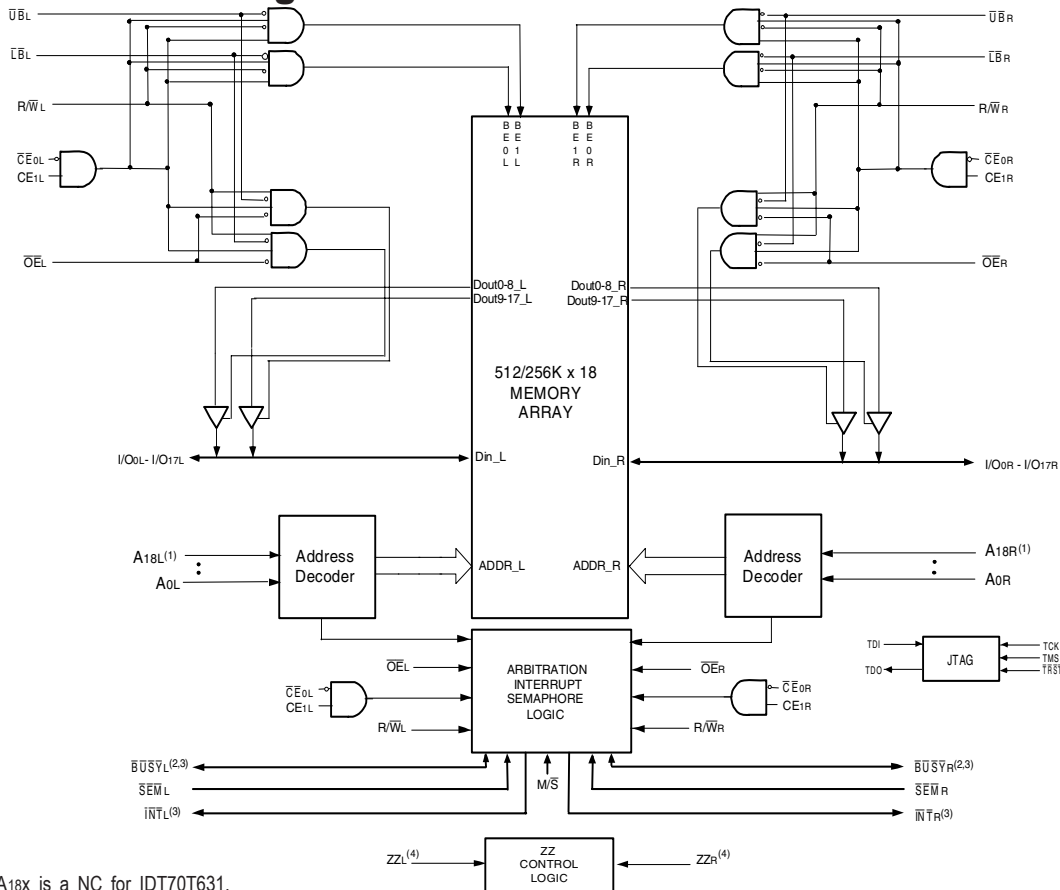 UBL
UBR
LBL
LBR
R/WL
R/WR
BE0L BE1L BE1R BE0R
CE0L
CE1L
CE0R
CE1R
OEL
OER
Dout0-8_L
Dout9-17_L
Dout0-8_R
Dout9-17_R
512/256K x 18
MEMORY
ARRAY
I/O0L- I/O17L
Din_L
Din_R
I/O0R - I/O17R
A18L(1)
A0L
Address
Decoder
ADDR_L
ADDR_R
Address
Decoder
A18R(1)
A0R
TDI
TDO
JTAG
TCK
TMS
TRST
OEL
OER
ARBITRATION
INTERRUPT
SEMAPHORE
LOGIC
CE0L
CE1L
CE0R
CE1R
R/WL
R/WR
M/S
BUSYL(2,3)
BUSYR(2,3)
SEML
SEMR
INTL(3)
INTR(3)
ZZL(4)
ZZ
CONTROL
LOGIC
ZZR(4)
A18x is a NC for IDT70T631.